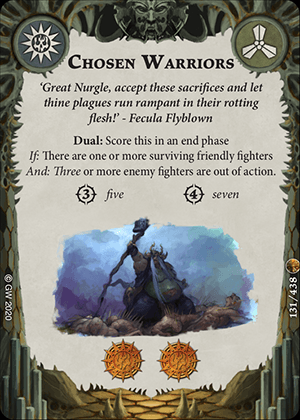 CHOSEN WARRIORS
‘Great Nurgle, accept these sacrifices and let
thine plagues run rampant in their rotting
flesh!’ - Fecula Flyblown
Dual: Score this in an end phase
If: There are one or more surviving friendly fighters
And: Three or more enemy fighters are out of action.
3 five 4 seven
© GW 2020
131/438